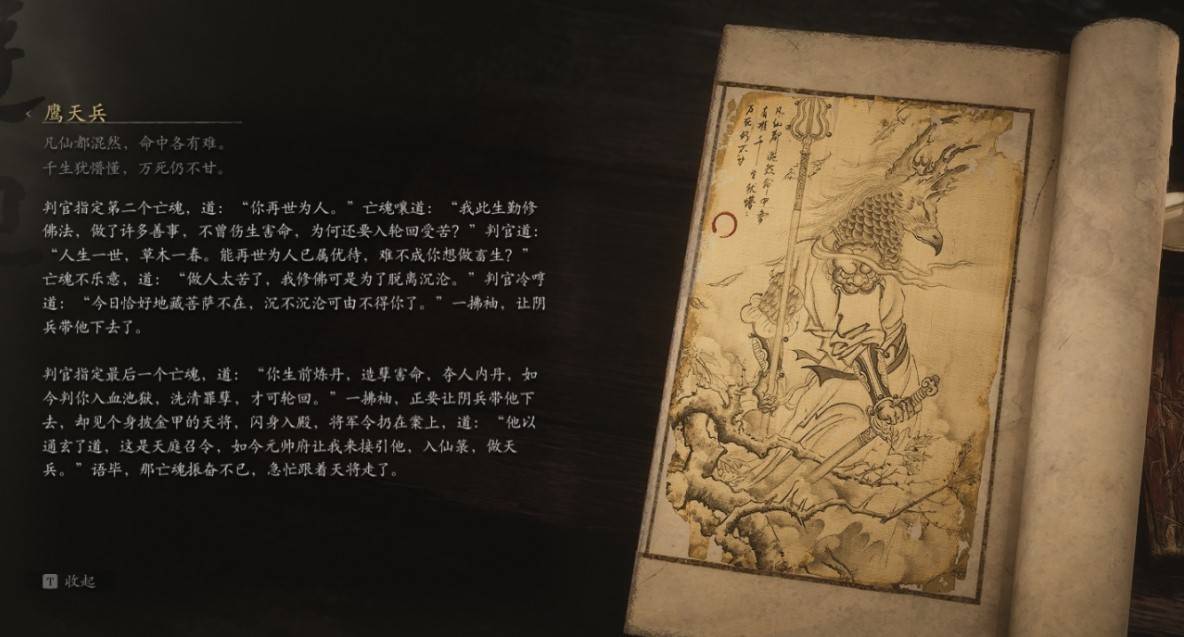 鹰天兵
凡仙都混然，命中各有难。
千生犹懵懂，万死仍不甘。
判官指定第二个亡魂，道：“你再世为人。”亡魂嚷道：“我此生勤修
佛法，做了许多善事，不曾伤生害命，为何还要入轮回受苦？”判官道：
“人生一世，草木一春。能再世为人已属优待，难不成你想做畜生？”
亡魂不乐意，道：“做人太苦了，我修佛可是为了脱离沉沦。”判官冷哼
道：“今日恰好地藏菩萨不在，沉不沉沦可由不得你了。”一拂袖，让阴
兵带他下去了。
判官指定最后一个亡魂，道：“你生前炼丹，造孽害命，夺人内丹，如
今判你入血池狱，洗清罪孽，才可轮回。”一拂袖，正要让阴兵带他下
去，却见个身披金甲的天将，闪身入殿，将军令扔在案上，道：“他以
通玄了道，这是天庭召令，如今元帅府让我来接引他，入仙箓，做天
兵。”语毕，那亡魂振奋不已，急忙跟着天将走了。
T 收起
凡仙都混然命中
各有难千生犹懵
万死仍不甘